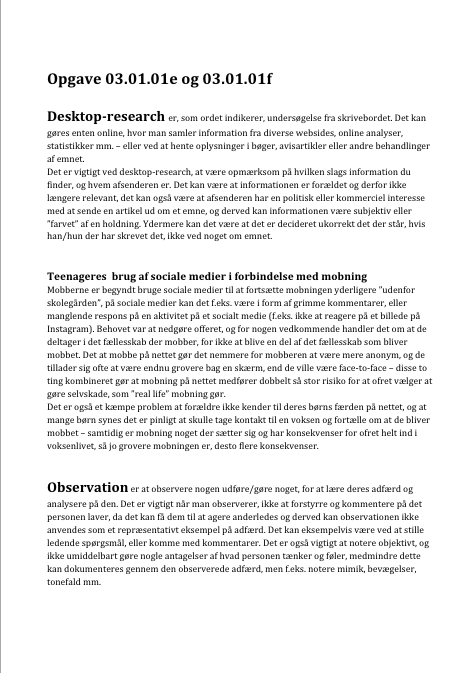 Opgave 03.01.01e og 03.01.01f
Desktop-research er, som ordet indikerer, undersøgelse fra skrivebordet. Det kan
gøres enten online, hvor man samler information fra diverse websides, online analyser,
statistikker mm. – eller ved at hente oplysninger i bøger, avisartikler eller andre behandlinger
af emnet.
Det er vigtigt ved desktop-research, at være opmærksom på hvilken slags information du
finder, og hvem afsenderen er. Det kan være at informationen er forældet og derfor ikke
længere relevant, det kan også være at afsenderen har en politisk eller kommerciel interesse
med at sende en artikel ud om et emne, og derved kan informationen være subjektiv eller
"farvet" af en holdning. Ydermere kan det være at det er decideret ukorrekt det der står, hvis
han/hun der har skrevet det, ikke ved noget om emnet.
Teenageres brug af sociale medier i forbindelse med mobning
Mobberne er begyndt bruge sociale medier til at fortsætte mobningen yderligere "udenfor
skolegården", på sociale medier kan det f.eks. være i form af grimme kommentarer, eller
manglende respons på en aktivitet på et socialt medie (f.eks. ikke at reagere på et billede på
Instagram). Behovet var at nedgøre offeret, og for nogen vedkommende handler det om at de
deltager i det fællesskab der mobber, for ikke at blive en del af det fællesskab som bliver
mobbet. Det at mobbe på nettet gør det nemmere for mobberen at være mere anonym, og de
tillader sig ofte at være endnu grovere bag en skærm, end de ville være face-to-face – disse to
ting kombineret gør at mobning på nettet medfører dobbelt så stor risiko for at ofret vælger at
gøre selvskade, som "real life" mobning gør.
Det er også et kæmpe problem at forældre ikke kender til deres børns færden på nettet, og at
mange børn synes det er pinligt at skulle tage kontakt til en voksen og fortælle om at de bliver
mobbet – samtidig er mobning noget der sætter sig og har konsekvenser for ofret helt ind i
voksenlivet, så jo grovere mobningen er, desto flere konsekvenser.
Observation er at observere nogen udføre/gøre noget, for at lære deres adfærd og
analysere på den. Det er vigtigt når man observerer, ikke at forstyrre og kommentere på det
personen laver, da det kan få dem til at agere anderledes og derved kan observationen ikke
anvendes som et repræsentativt eksempel på adfærd. Det kan eksempelvis være ved at stille
ledende spørgsmål, eller komme med kommentarer. Det er også vigtigt at notere objektivt, og
ikke umiddelbart gøre nogle antagelser af hvad personen tænker og føler, medmindre dette
kan dokumenteres gennem den observerede adfærd, men f.eks. notere mimik, bevægelser,
tonefald mm.